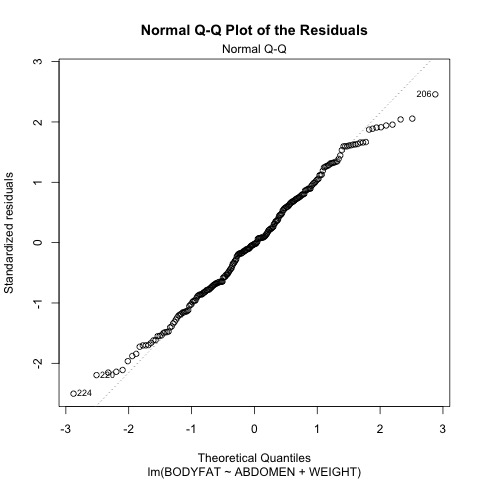 Normal Q-Q Plot of the Residuals
Normal Q-Q
Standardized residuals
3
2
1
0
-1
-2
206
224
-3 -2 -1 0 1 2 3
Theoretical Quantiles
lm(BODYFAT ~ ABDOMEN + WEIGHT)